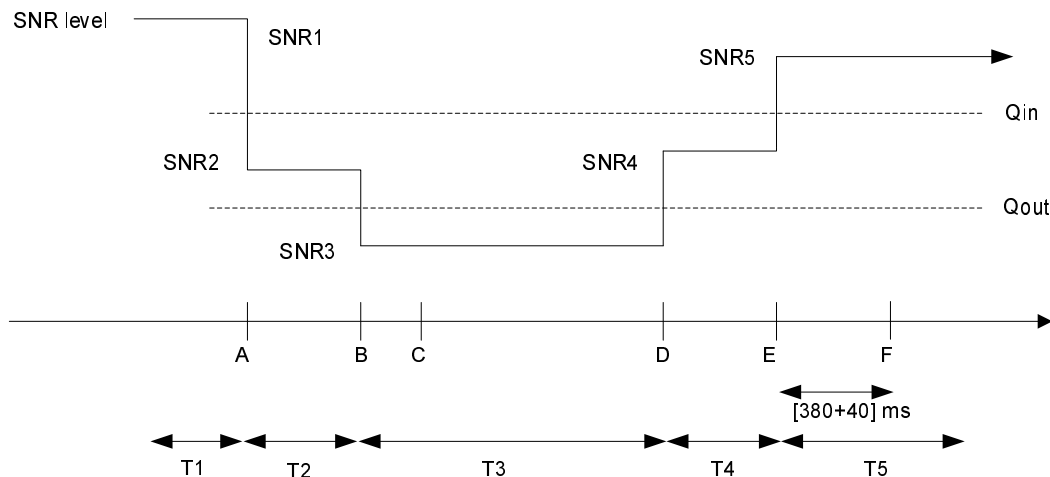 SNR level
SNR1
SNR5
Qin
SNR2
SNR4
Qout
SNR3
A
B
C
D
E
F
[380+40] ms
T1
T2
T3
T4
T5